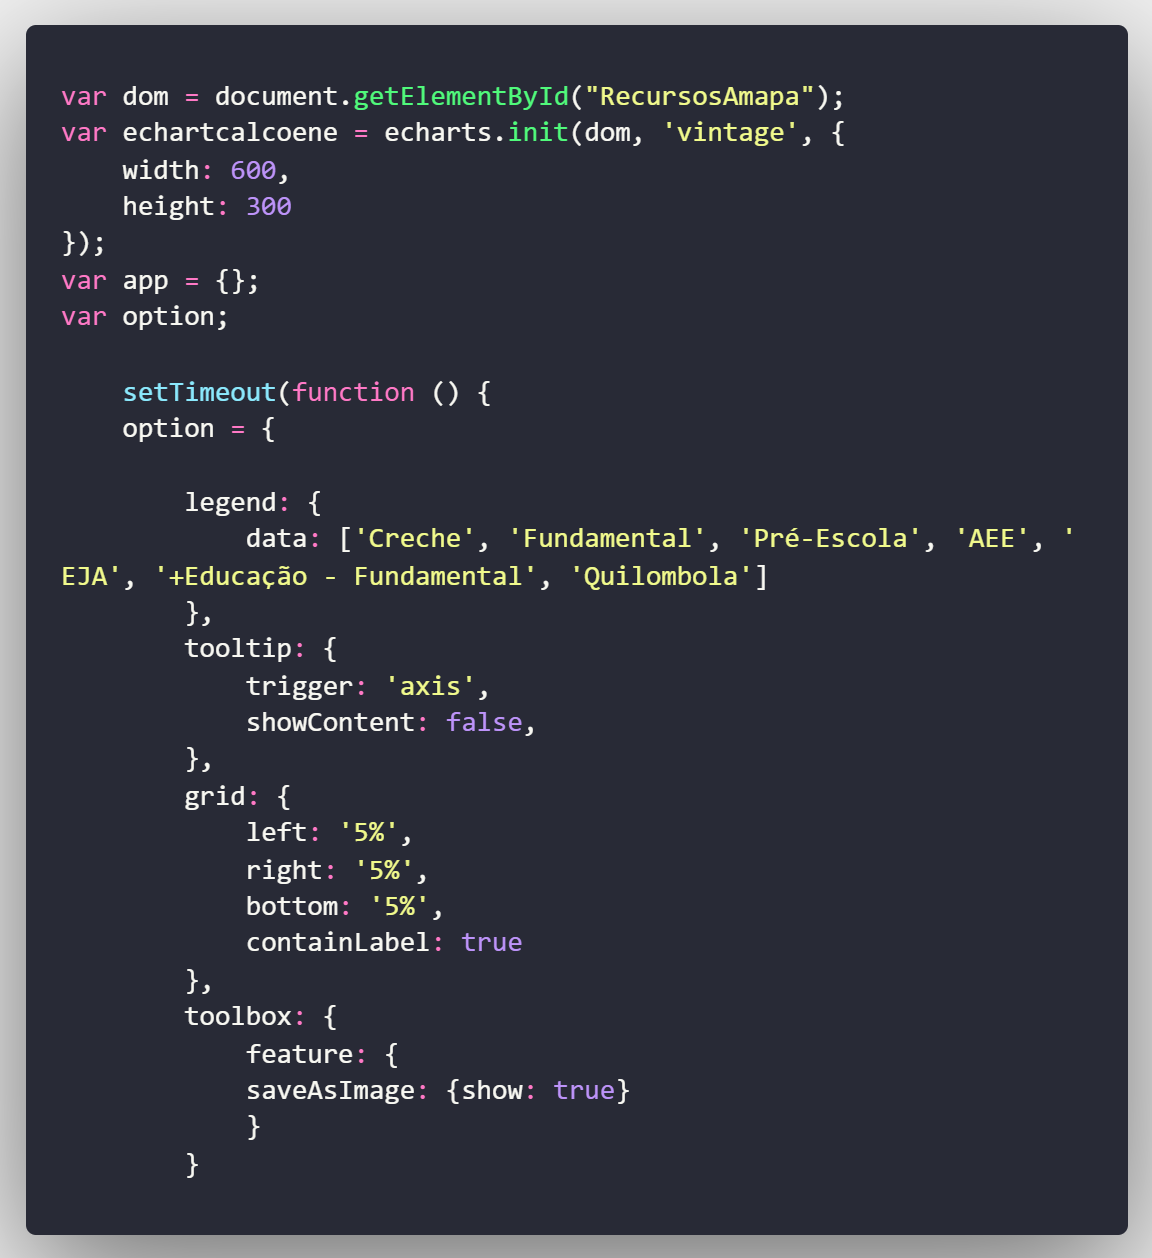 var dom = document.getElementById("RecursosAmapa");
var echartcalcoene = echarts.init(dom, 'vintage', {
    width: 600,
    height: 300
});
var app = {};
var option;

    setTimeout(function () {
    option = {

        legend: {
            data: ['Creche', 'Fundamental', 'Pré-Escola', 'AEE', '
EJA', '+Educação - Fundamental', 'Quilombola']
        },
        tooltip: {
            trigger: 'axis',
            showContent: false,
        },
        grid: {
            left: '5%',
            right: '5%',
            bottom: '5%',
            containLabel: true
        },
        toolbox: {
            feature: {
            saveAsImage: {show: true}
            }
        }